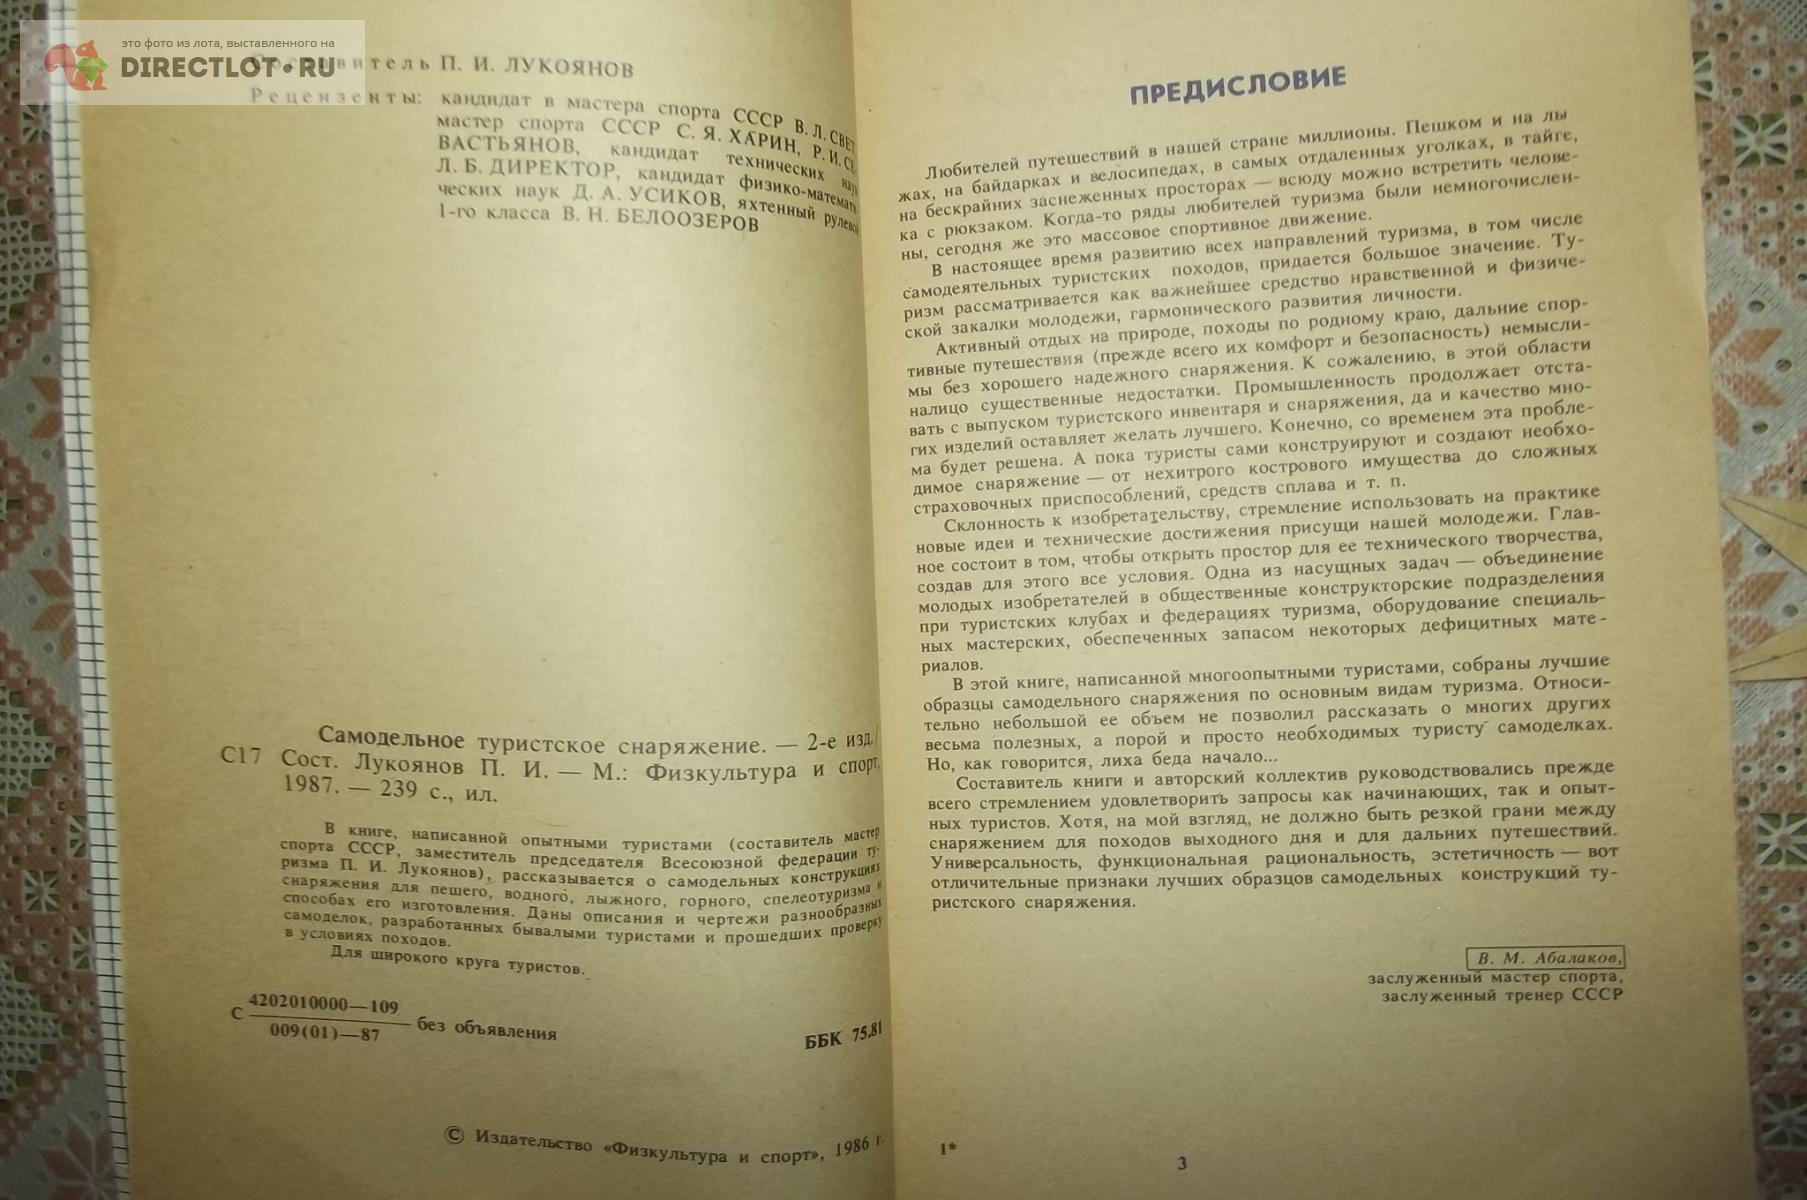 это фото из лота, выставленного на
DIRECTLOT.RU
Составитель П. И. ЛУКОЯНОВ
Рецензенты: кандидат в мастера спорта СССР В. Л. СВЕТ
мастер спорта СССР С. Я. ХАРИН, Р. И. СЕ
ВАСТЬЯНОВ, кандидат технических наук
Л. Б. ДИРЕКТОР, кандидат физико-математи
ческих наук Д. А. УСИКОВ, яхтенный рулевой
1-го класса В. Н. БЕЛООЗЕРОВ
Самодельное туристское снаряжение. — 2-е изд./
С17 Сост. Лукоянов П. И. — М.: Физкультура и спорт,
1987. — 239 с., ил.
В книге, написанной опытными туристами (составитель мастер
спорта СССР, заместитель председателя Всесоюзной федерации ту-
ризма П. И. Лукоянов), рассказывается о самодельных конструкциях
снаряжения для пешего, водного, лыжного, горного, спелеотуризма и
способах его изготовления. Даны описания и чертежи разнообразных
самоделок, разработанных бывалыми туристами и прошедших проверку
в условиях походов.
Для широкого круга туристов.
С 4202010000—109
009(01)—87 без объявления
ББК 75.81
© Издательство «Физкультура и спорт», 1986 г.
ПРЕДИСЛОВИЕ
Любителей путешествий в нашей стране миллионы. Пешком и на лы
жах, на байдарках и велосипедах, в самых отдаленных уголках, в тайге,
на бескрайних заснеженных просторах — всюду можно встретить челове-
ка с рюкзаком. Когда-то ряды любителей туризма были немногочислен-
ны, сегодня же это массовое спортивное движение.
В настоящее время развитию всех направлений туризма, в том числе
самодеятельных туристских походов, придается большое значение. Ту-
ризм рассматривается как важнейшее средство нравственной и физиче-
ской закалки молодежи, гармонического развития личности.
Активный отдых на природе, походы по родному краю, дальние спор-
тивные путешествия (прежде всего их комфорт и безопасность) немысли-
мы без хорошего надежного снаряжения. К сожалению, в этой области
налицо существенные недостатки. Промышленность продолжает отста-
вать с выпуском туристского инвентаря и снаряжения, да и качество мно-
гих изделий оставляет желать лучшего. Конечно, со временем эта пробле-
ма будет решена. А пока туристы сами конструируют и создают необхо-
димое снаряжение — от нехитрого кострового имущества до сложных
страховочных приспособлений, средств сплава и т. п.
Склонность к изобретательству, стремление использовать на практике
новые идеи и технические достижения присущи нашей молодежи. Глав-
ное состоит в том, чтобы открыть простор для ее технического творчества,
создав для этого все условия. Одна из насущных задач — объединение
молодых изобретателей в общественные конструкторские подразделения
при туристских клубах и федерациях туризма, оборудование специаль-
ных мастерских, обеспеченных запасом некоторых дефицитных мате-
риалов.
В этой книге, написанной многоопытными туристами, собраны лучшие
образцы самодельного снаряжения по основным видам туризма. Относи-
тельно небольшой ее объем не позволил рассказать о многих других
весьма полезных, а порой и просто необходимых туристу самоделках.
Но, как говорится, лиха беда начало...
Составитель книги и авторский коллектив руководствовались прежде
всего стремлением удовлетворить запросы как начинающих, так и опыт-
ных туристов. Хотя, на мой взгляд, не должно быть резкой грани между
снаряжением для походов выходного дня и для дальних путешествий.
Универсальность, функциональная рациональность, эстетичность — вот
отличительные признаки лучших образцов самодельных конструкций ту-
ристского снаряжения.
В. М. Абалаков,
заслуженный мастер спорта,
заслуженный тренер СССР
1*
3